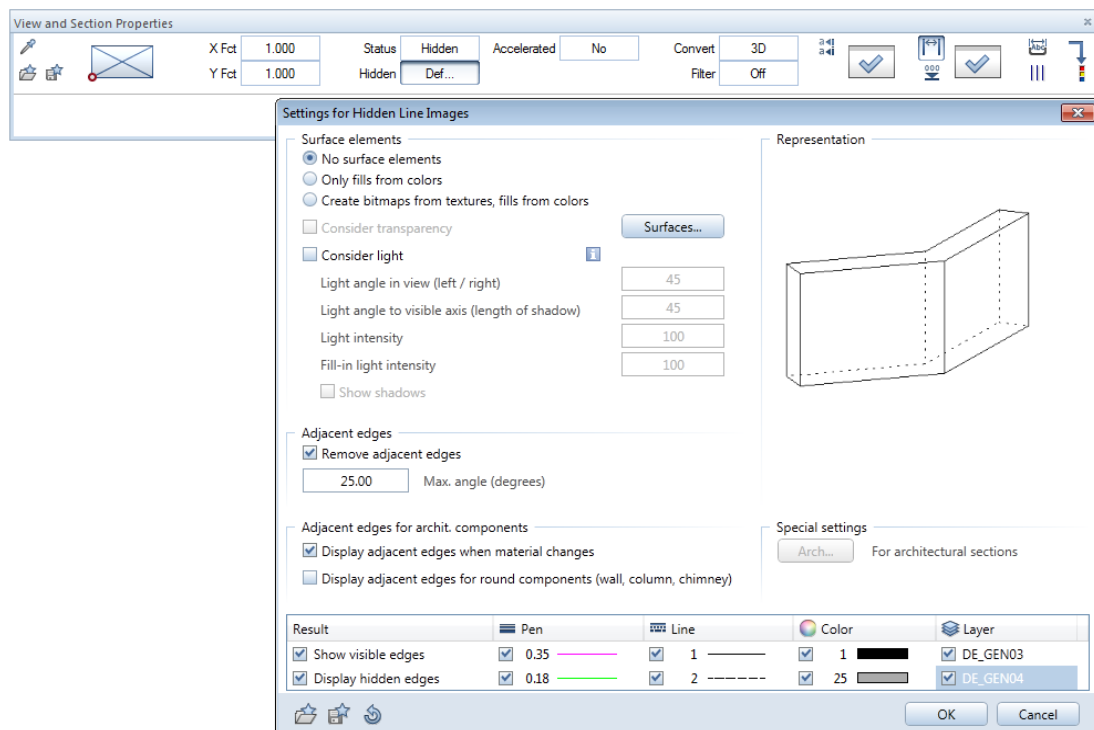 View and Section Properties
X Fct 1.000 Status Hidden Accelerated No Convert 3D
Y Fct 1.000 Hidden Def... Filter Off
Settings for Hidden Line Images
Surface elements
No surface elements
Only fills from colors
Create bitmaps from textures, fills from colors
Consider transparency
Surfaces...
Consider light
Light angle in view (left / right) 45
Light angle to visible axis (length of shadow) 45
Light intensity 100
Fill-in light intensity 100
Show shadows
Representation
Adjacent edges
Remove adjacent edges
25.00 Max. angle (degrees)
Adjacent edges for archit. components
Display adjacent edges when material changes
Display adjacent edges for round components (wall, column, chimney)
Special settings
Arch... For architectural sections
Result Pen Line Color Layer
Show visible edges 0.35 1 1 DE_GEN03
Display hidden edges 0.18 2 25 DE_GEN04
OK Cancel